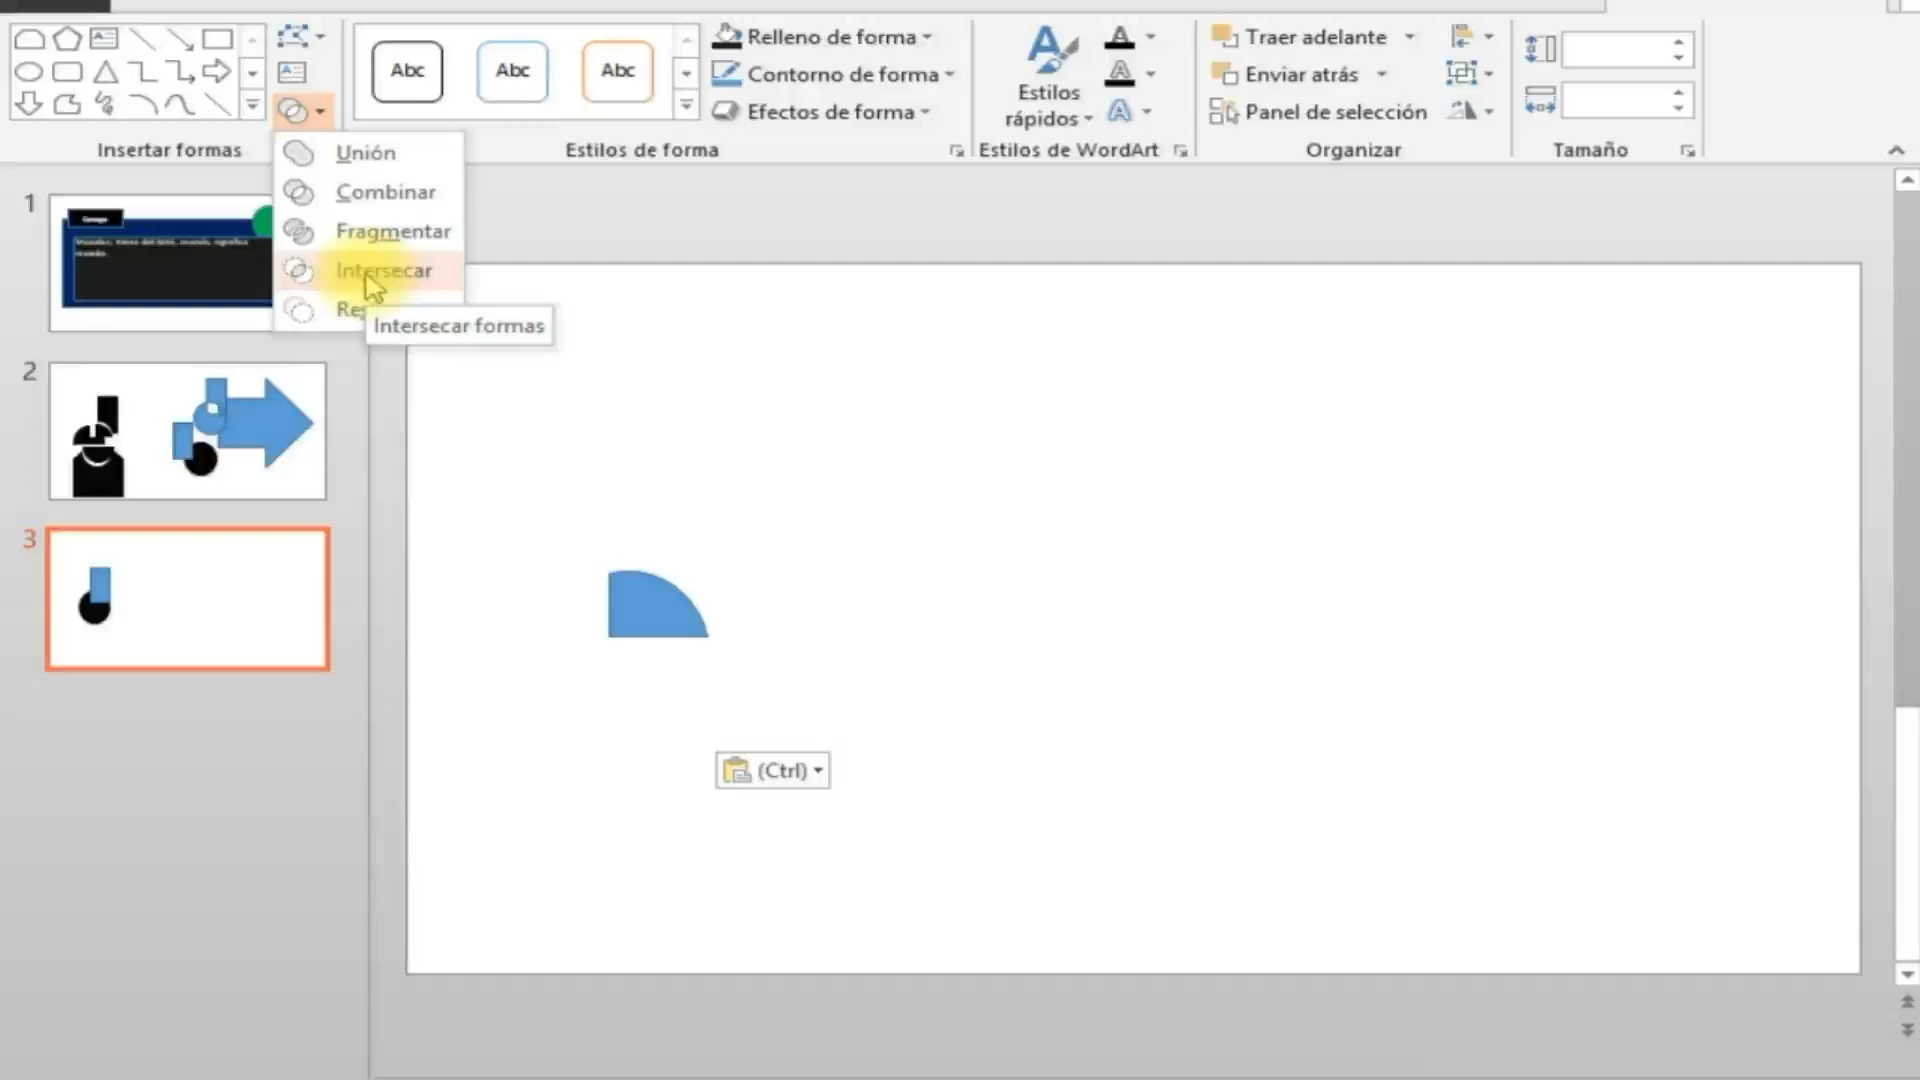 Relleno de forma
Contorno de forma
Efectos de forma
Abc
Abc
Abc
Estilos
rápidos
Traer adelante
Enviar atrás
Panel de selección
Insertar formas
Estilos de forma
Estilos de WordArt
Organizar
Tamaño
Unión
Combinar
Fragmentar
Intersecar
Re
Intersecar formas
1
2
3
(Ctrl)